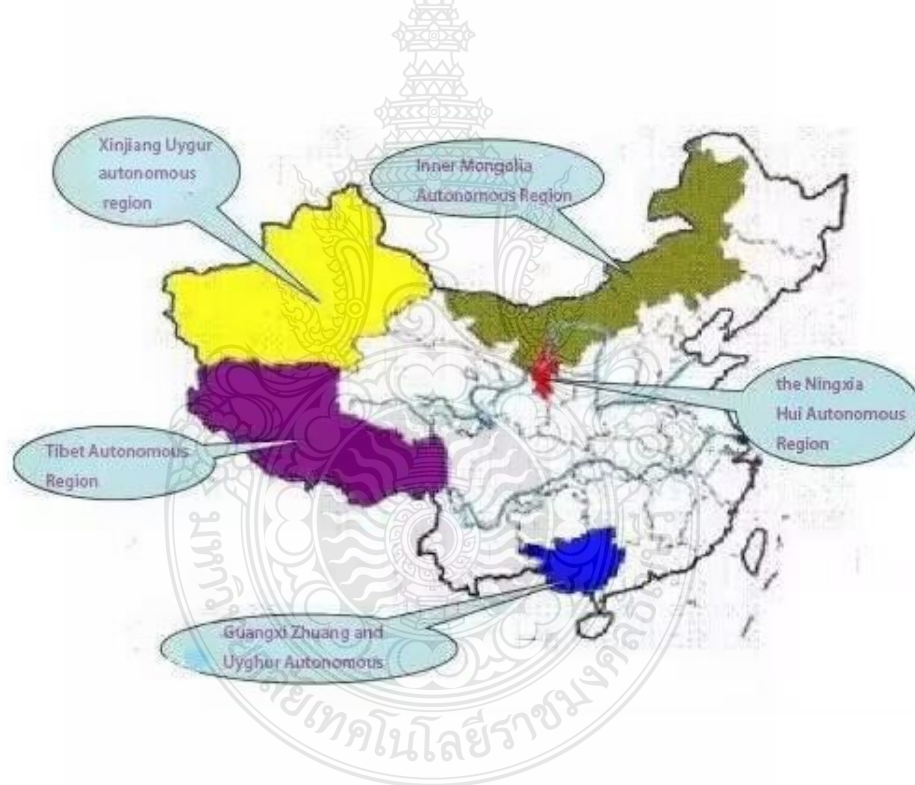 Xinjiang Uygur
autonomous
region
Inner Mongolia
Autonomous Region
the Ningxia
Hui Autonomous
Region
Tibet Autonomous
Region
Guangxi Zhuang and
Uyghur Autonomous